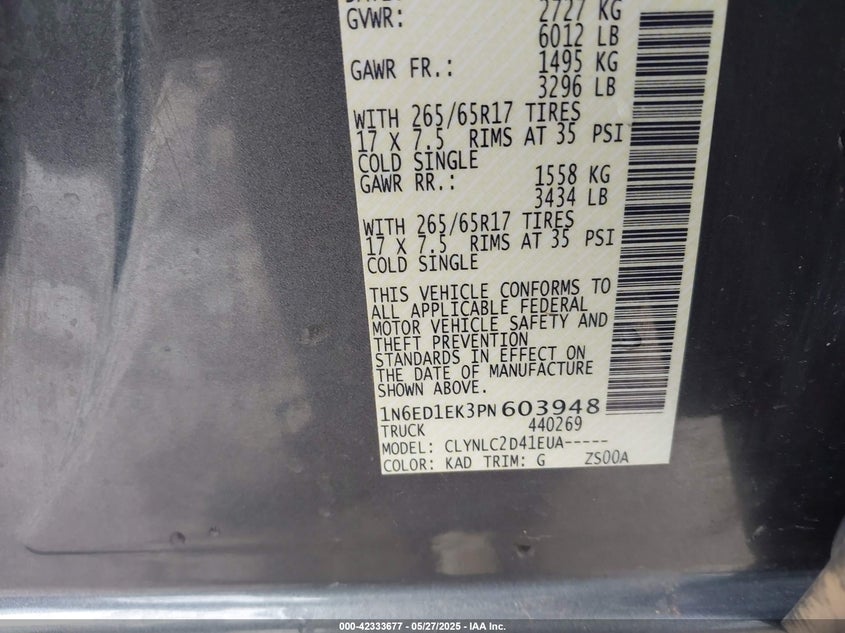 GVWR: 2727 KG
6012 LB
GAWR FR.: 1495 KG
3296 LB
WITH 265/65R17 TIRES
17 X 7.5 RIMS AT 35 PSI
COLD SINGLE
GAWR RR.: 1558 KG
3434 LB
WITH 265/65R17 TIRES
17 X 7.5 RIMS AT 35 PSI
COLD SINGLE
THIS VEHICLE CONFORMS TO
ALL APPLICABLE FEDERAL
MOTOR VEHICLE SAFETY AND
THEFT PREVENTION
STANDARDS IN EFFECT ON
THE DATE OF MANUFACTURE
SHOWN ABOVE.
1N6ED1EK3PN603948
TRUCK 440269
MODEL: CLYNLC2D41EUA-----
COLOR: KAD TRIM: G ZS00A
000-42333677 - 05/27/2025 - IAA Inc.